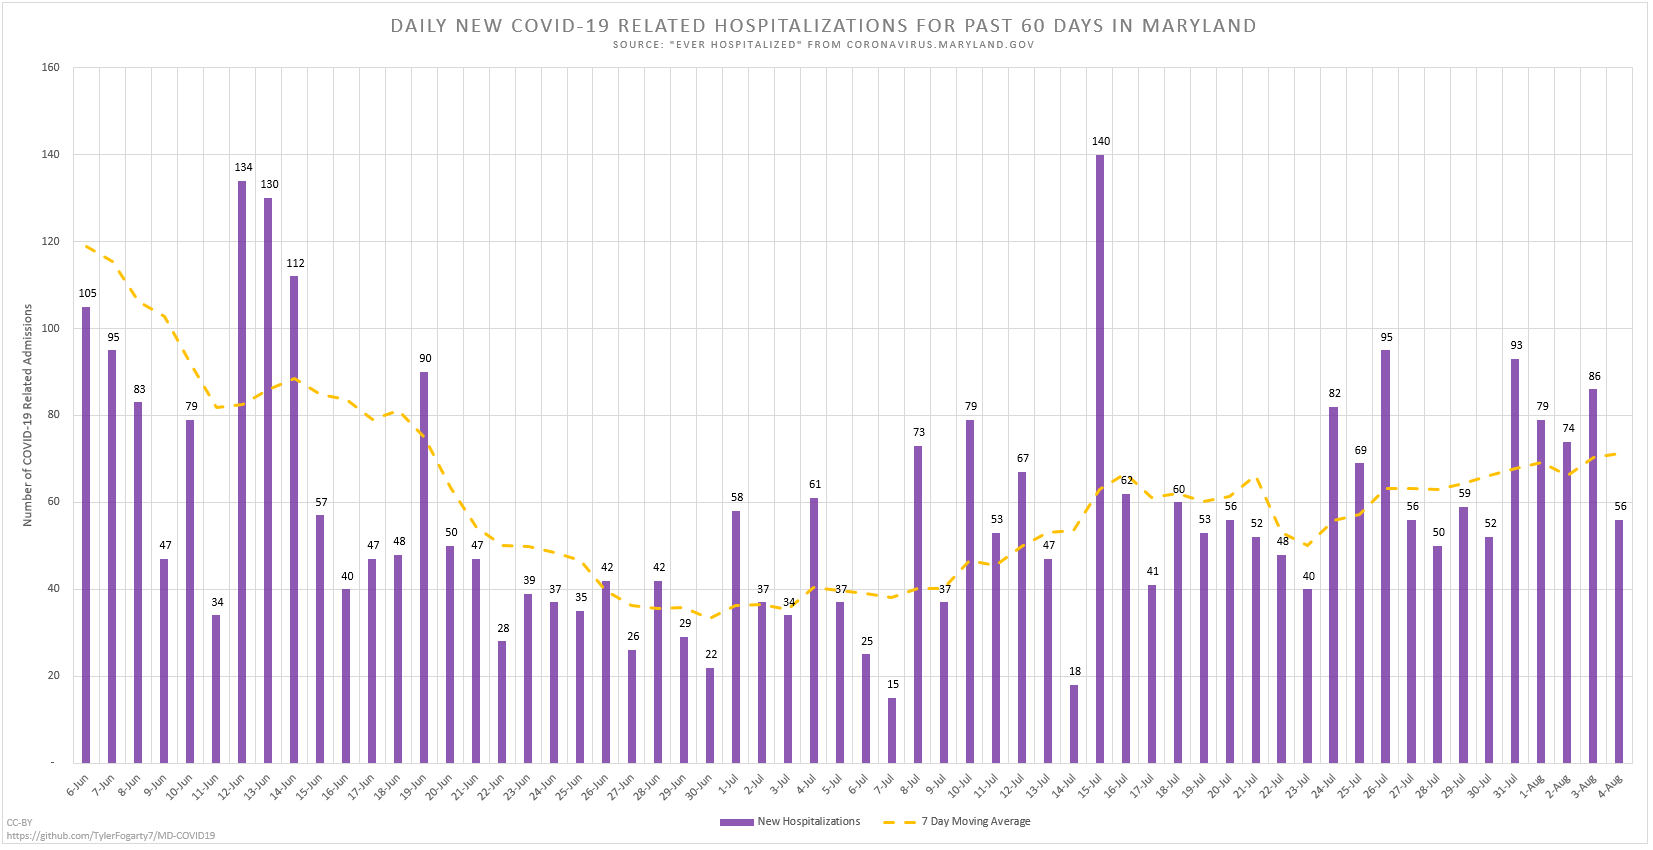 DAILY NEW COVID-19 RELATED HOSPITALIZATIONS FOR PAST 60 DAYS IN MARYLAND
SOURCE: "EVER HOSPITALIZED" FROM CORONAVIRUS.MARYLAND.GOV
Number of COVID-19 Related Admissions
160
140
120
100
80
60
40
20
-
105
95
83
47
79
34
134
130
112
57
40
47
48
90
50
47
28
39
37
35
42
26
42
29
22
58
37
34
61
37
25
15
73
37
79
53
67
47
18
140
62
41
60
53
56
52
48
40
82
69
95
56
50
59
52
93
79
74
86
56
6-Jun
7-Jun
8-Jun
9-Jun
10-Jun
11-Jun
12-Jun
13-Jun
14-Jun
15-Jun
16-Jun
17-Jun
18-Jun
19-Jun
20-Jun
21-Jun
22-Jun
23-Jun
24-Jun
25-Jun
26-Jun
27-Jun
28-Jun
29-Jun
30-Jun
1-Jul
2-Jul
3-Jul
4-Jul
5-Jul
6-Jul
7-Jul
8-Jul
9-Jul
10-Jul
11-Jul
12-Jul
13-Jul
14-Jul
15-Jul
16-Jul
17-Jul
18-Jul
19-Jul
20-Jul
21-Jul
22-Jul
23-Jul
24-Jul
25-Jul
26-Jul
27-Jul
28-Jul
29-Jul
30-Jul
31-Jul
1-Aug
2-Aug
3-Aug
4-Aug
New Hospitalizations
7 Day Moving Average
CC-BY
https://github.com/TylerFogarty7/MD-COVID19